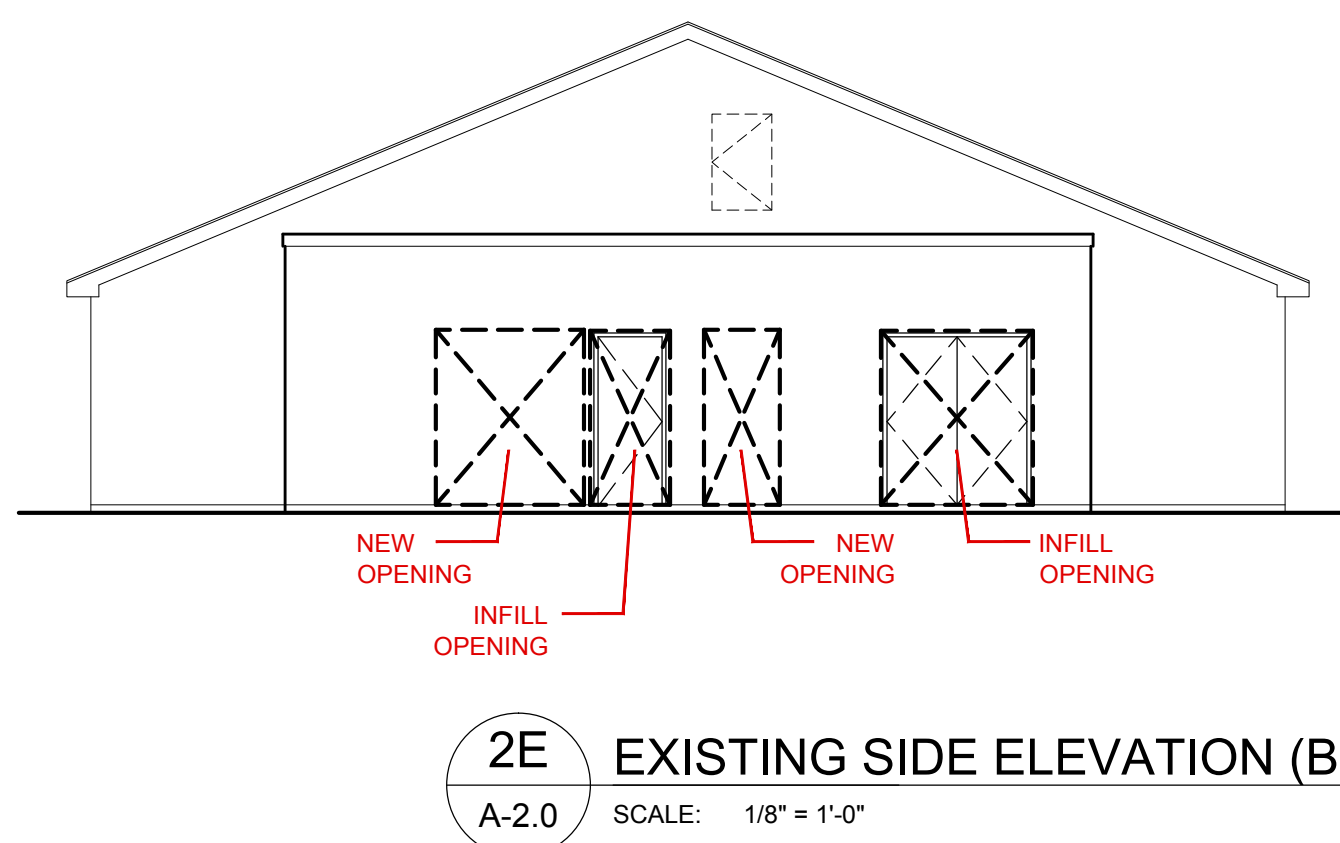 NEW
OPENING
INFILL
OPENING
NEW
OPENING
INFILL
OPENING
2E
A-2.0
EXISTING SIDE ELEVATION (B
SCALE: 1/8" = 1'-0"